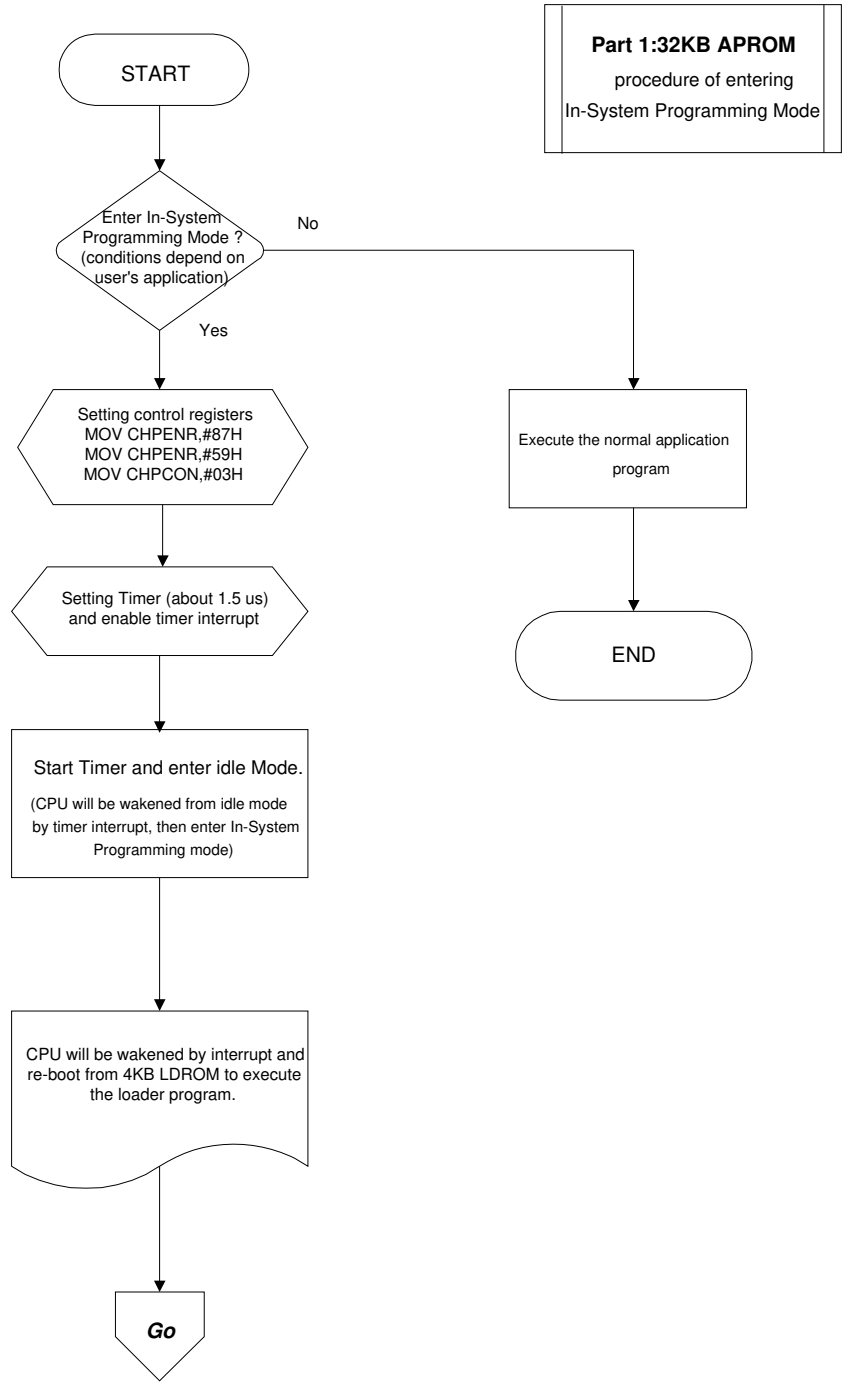 Part 1:32KB APROM
procedure of entering
In-System Programming Mode
START
Enter In-System
Programming Mode ?
(conditions depend on
user's application)
No
Yes
Setting control registers
MOV CHPENR,#87H
MOV CHPENR,#59H
MOV CHPCON,#03H
Execute the normal application
program
Setting Timer (about 1.5 us)
and enable timer interrupt
END
Start Timer and enter idle Mode.
(CPU will be wakened from idle mode
by timer interrupt, then enter In-System
Programming mode)
CPU will be wakened by interrupt and
re-boot from 4KB LDROM to execute
the loader program.
Go